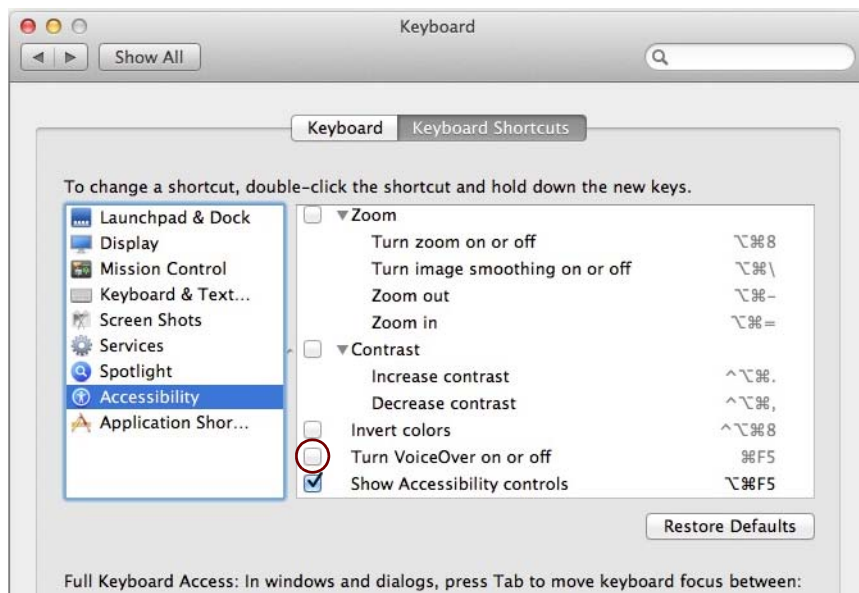 Keyboard
Show All
Keyboard Keyboard Shortcuts
To change a shortcut, double-click the shortcut and hold down the new keys.
Launchpad & Dock
Display
Mission Control
Keyboard & Text...
Screen Shots
Services
Spotlight
Accessibility
Application Shor...
▼Zoom
Turn zoom on or off ⌥⌘8
Turn image smoothing on or off ⌥⌘\
Zoom out ⌥⌘-
Zoom in ⌥⌘=
▼Contrast
Increase contrast ^⌥⌘.
Decrease contrast ^⌥⌘,
Invert colors ^⌥⌘8
Turn VoiceOver on or off ⌘F5
Show Accessibility controls ⌥⌘F5
Restore Defaults
Full Keyboard Access: In windows and dialogs, press Tab to move keyboard focus between: